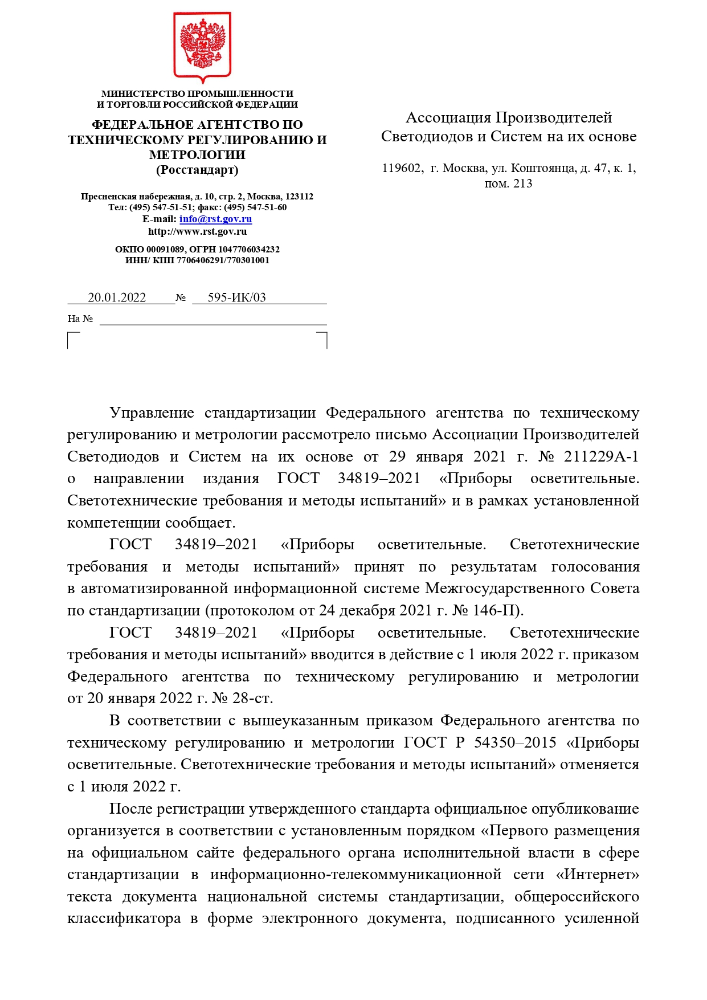 МИНИСТЕРСТВО ПРОМЫШЛЕННОСТИ
И ТОРГОВЛИ РОССИЙСКОЙ ФЕДЕРАЦИИ
ФЕДЕРАЛЬНОЕ АГЕНТСТВО ПО
ТЕХНИЧЕСКОМУ РЕГУЛИРОВАНИЮ И
МЕТРОЛОГИИ
(Росстандарт)
Пресненская набережная, д. 10, стр. 2, Москва, 123112
Тел: (495) 547-51-51; факс: (495) 547-51-60
E-mail: info@rst.gov.ru
http://www.rst.gov.ru
ОКПО 00091089, ОГРН 1047706034232
ИНН/ КПП 7706406291/770301001
20.01.2022 № 595-ИК/03
На №
Ассоциация Производителей
Светодиодов и Систем на их основе
119602, г. Москва, ул. Коштоянца, д. 47, к. 1,
пом. 213
Управление стандартизации Федерального агентства по техническому
регулированию и метрологии рассмотрело письмо Ассоциации Производителей
Светодиодов и Систем на их основе от 29 января 2021 г. № 211229А-1
о направлении издания ГОСТ 34819–2021 «Приборы осветительные.
Светотехнические требования и методы испытаний» и в рамках установленной
компетенции сообщает.
ГОСТ 34819–2021 «Приборы осветительные. Светотехнические
требования и методы испытаний» принят по результатам голосования
в автоматизированной информационной системе Межгосударственного Совета
по стандартизации (протоколом от 24 декабря 2021 г. № 146-П).
ГОСТ 34819–2021 «Приборы осветительные. Светотехнические
требования и методы испытаний» вводится в действие с 1 июля 2022 г. приказом
Федерального агентства по техническому регулированию и метрологии
от 20 января 2022 г. № 28-ст.
В соответствии с вышеуказанным приказом Федерального агентства по
техническому регулированию и метрологии ГОСТ Р 54350–2015 «Приборы
осветительные. Светотехнические требования и методы испытаний» отменяется
с 1 июля 2022 г.
После регистрации утвержденного стандарта официальное опубликование
организуется в соответствии с установленным порядком «Первого размещения
на официальном сайте федерального органа исполнительной власти в сфере
стандартизации в информационно-телекоммуникационной сети «Интернет»
текста документа национальной системы стандартизации, общероссийского
классификатора в форме электронного документа, подписанного усиленной